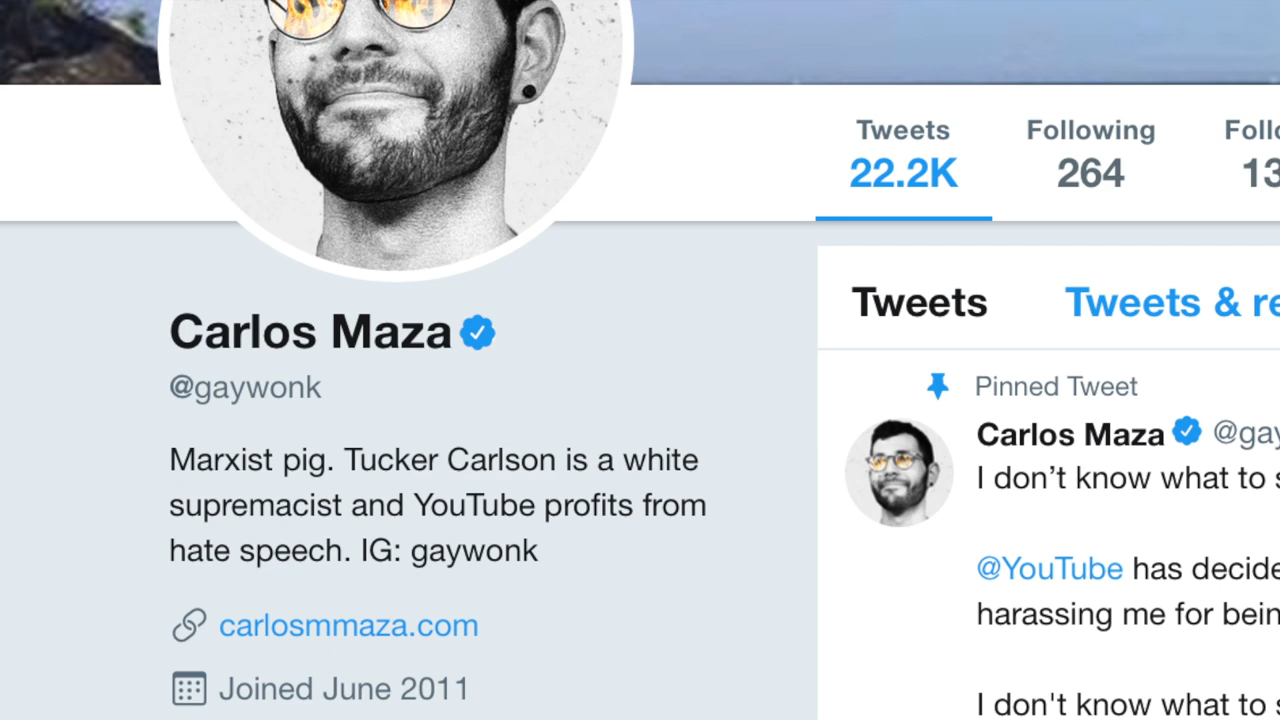 Tweets
22.2K
Following
264
Carlos Maza
@gaywonk
Marxist pig. Tucker Carlson is a white
supremacist and YouTube profits from
hate speech. IG: gaywonk
carlosmmaza.com
Joined June 2011
Tweets
Tweets &
Pinned Tweet
Carlos Maza
I don’t know what to
@YouTube has
harassing me for
I don't know what to